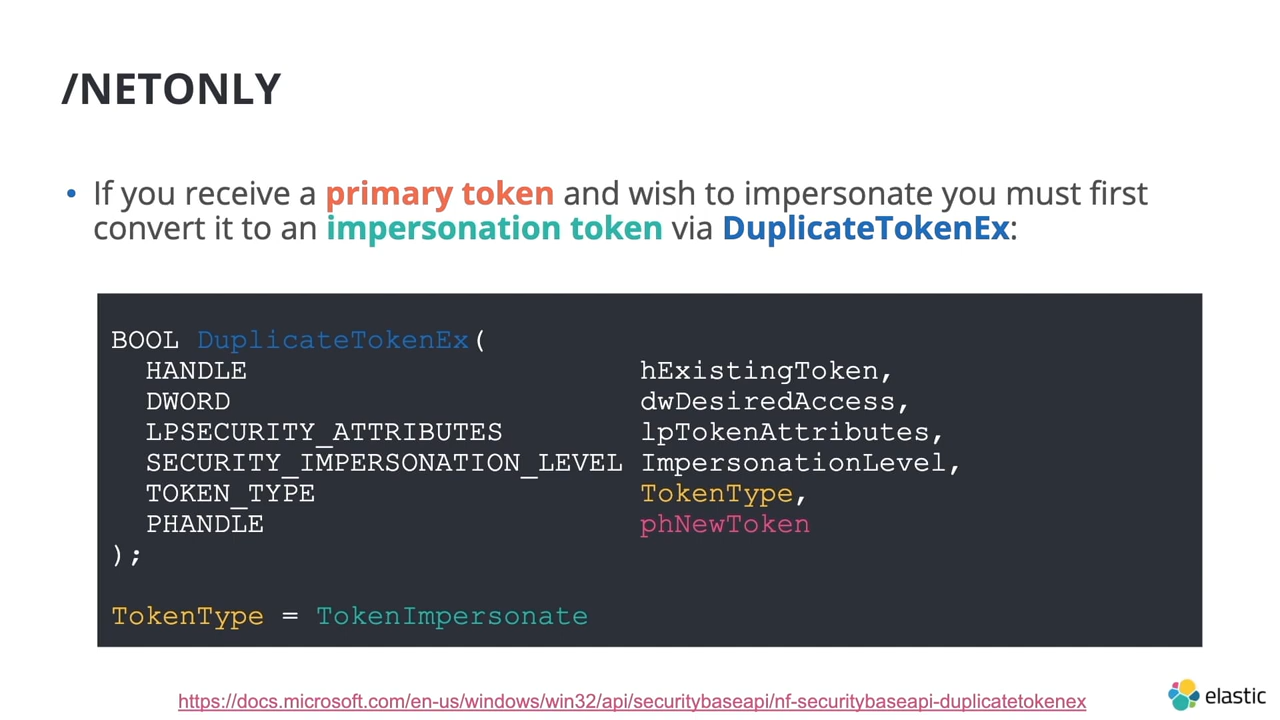 /NETONLY
• If you receive a primary token and wish to impersonate you must first
convert it to an impersonation token via DuplicateTokenEx:
BOOL DuplicateTokenEx(
HANDLE hExistingToken,
DWORD dwDesiredAccess,
LPSECURITY_ATTRIBUTES lpTokenAttributes,
SECURITY_IMPERSONATION_LEVEL ImpersonationLevel,
TOKEN_TYPE TokenType,
PHANDLE phNewToken
);
TokenType = TokenImpersonate
https://docs.microsoft.com/en-us/windows/win32/api/securitybaseapi/nf-securitybaseapi-duplicatetokenex
elastic